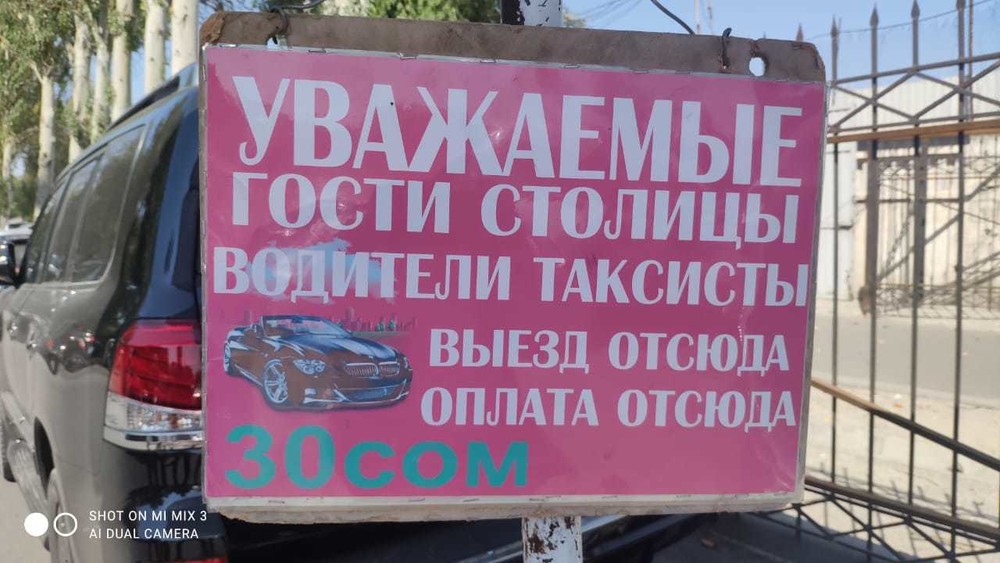 УВАЖАЕМЫЕ
ГОСТИ СТОЛИЦЫ
ВОДИТЕЛИ ТАКСИСТЫ
ВЫЕЗД ОТСЮДА
ОПЛАТА ОТСЮДА
30СОМ
SHOT ON MI MIX 3
AI DUAL CAMERA